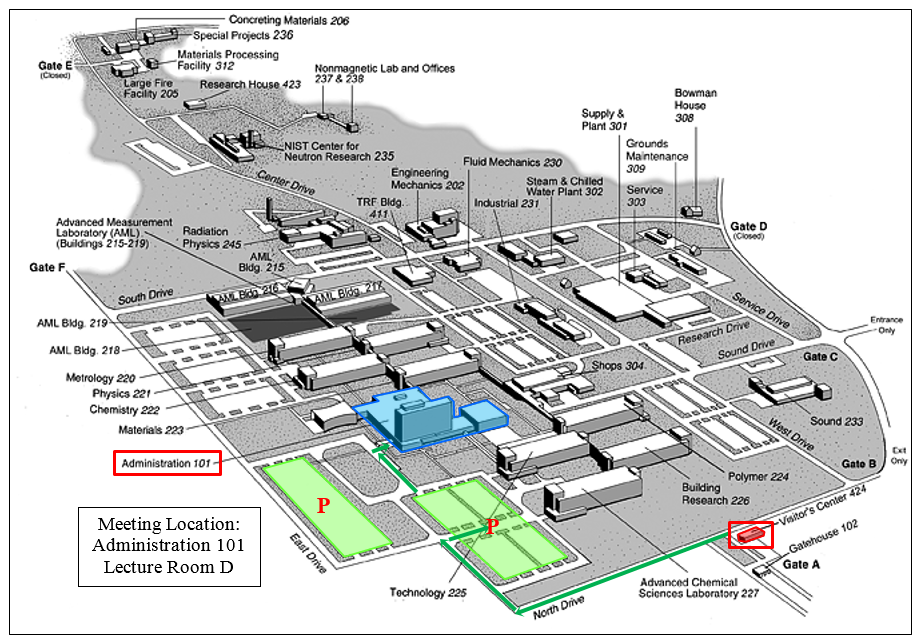 Concreting Materials 206
Special Projects 236
Gate E
(Closed)
Materials Processing
Facility 312
Large Fire
Facility 205
Research House 423
Nonmagnetic Lab and Offices
237 & 238
NIST Center for
Neutron Research 235
Bowman
House
308
Supply &
Plant 301
Grounds
Maintenance
309
Service
303
Fluid Mechanics 230
Engineering
Mechanics 202
Steam & Chilled
Water Plant 302
Industrial 231
TRF Bldg.
411
Center Drive
Gate D
(Closed)
Advanced Measurement
Laboratory (AML)
(Buildings 215-219)
Radiation
Physics 245
AML
Bldg. 215
Gate F
South Drive
AML Bldg. 216
AML Bldg. 217
Service Drive
Entrance
Only
Research Drive
Sound Drive
Gate C
AML Bldg. 219
AML Bldg. 218
Metrology 220
Physics 221
Chemistry 222
Materials 223
Shops 304
Sound 233
West Drive
Exit
Only
Gate B
Administration 101
Polymer 224
Building
Research 226
Visitor's Center 424
P
P
Meeting Location:
Administration 101
Lecture Room D
East Drive
Gatehouse 102
Gate A
Technology 225
Advanced Chemical
Sciences Laboratory 227
North Drive